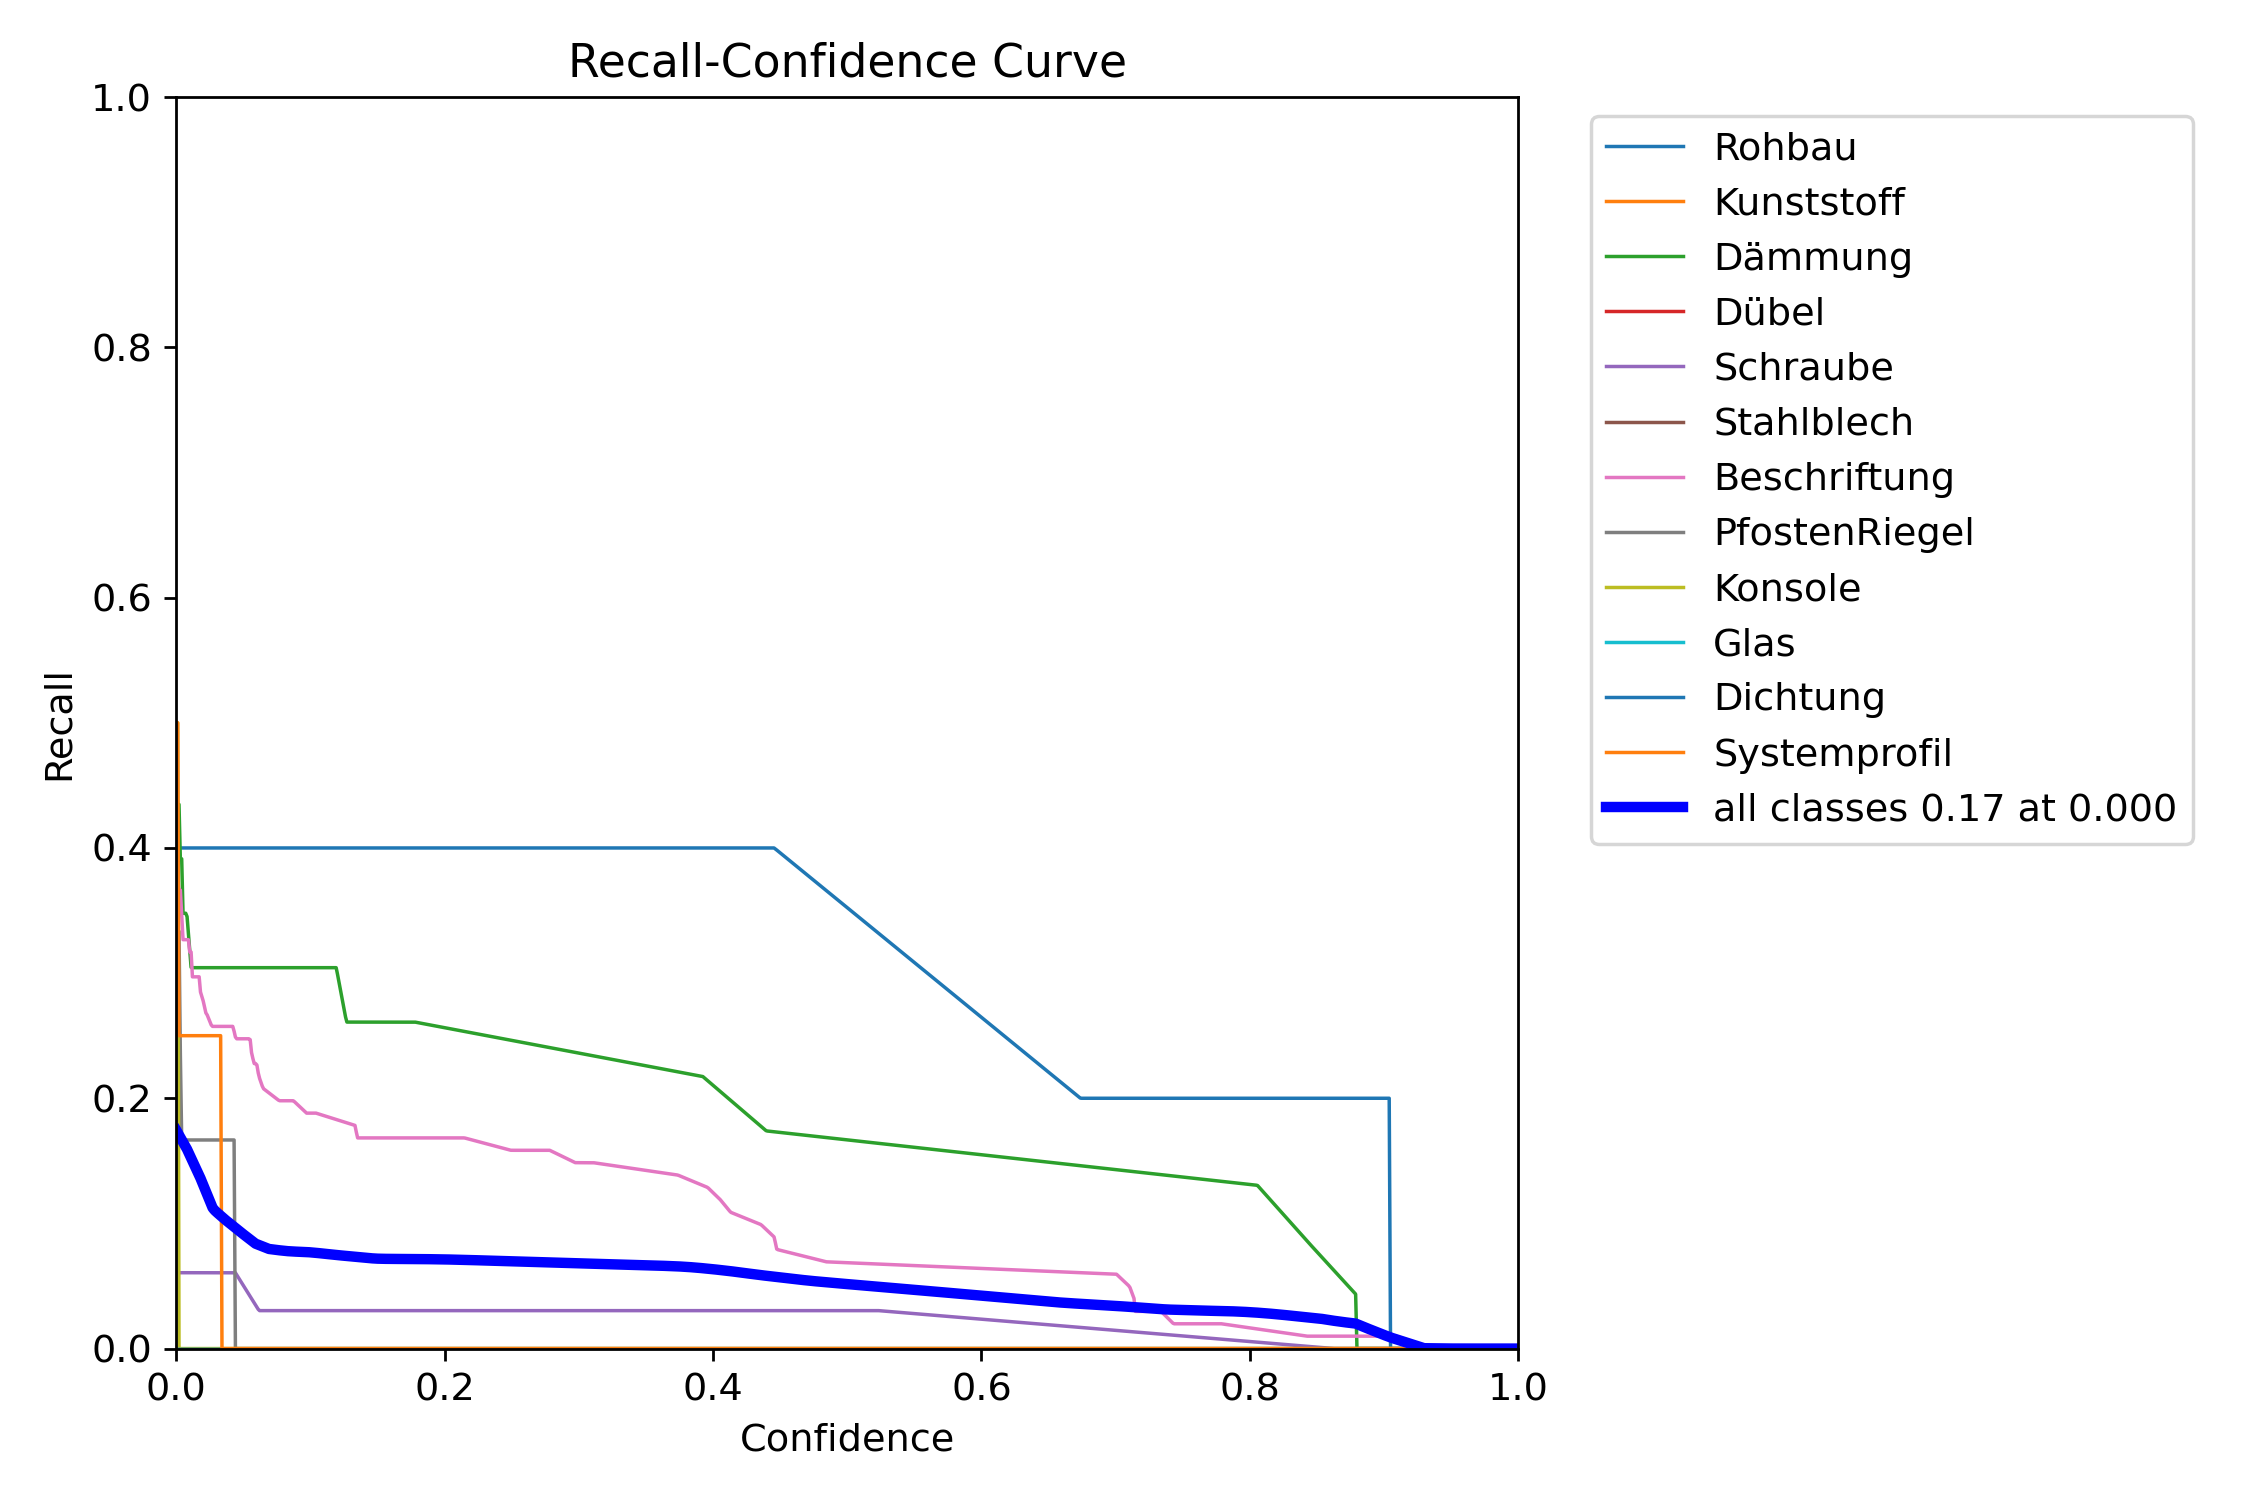 Recall-Confidence Curve
1.0
0.8
0.6
0.4
0.2
0.0
Recall
0.0 0.2 0.4 0.6 0.8 1.0
Confidence
Rohbau
Kunststoff
Dämmung
Dübel
Schraube
Stahlblech
Beschriftung
PfostenRiegel
Konsole
Glas
Dichtung
Systemprofil
all classes 0.17 at 0.000